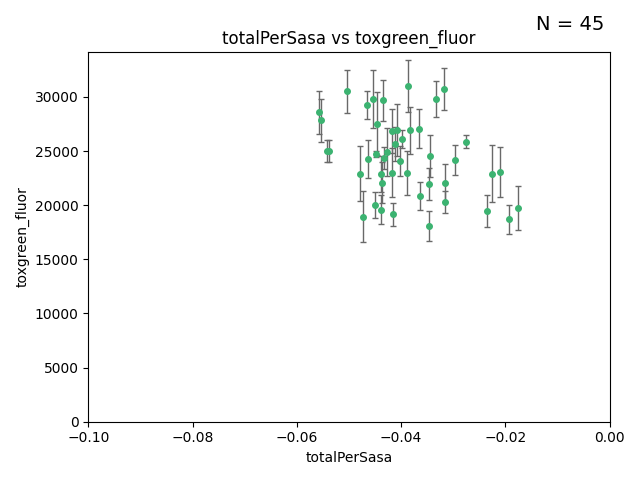 N = 45
totalPerSasa vs toxgreen_fluor
toxgreen_fluor
30000
25000
20000
15000
10000
5000
0
−0.10 −0.08 −0.06 −0.04 −0.02 0.00
totalPerSasa